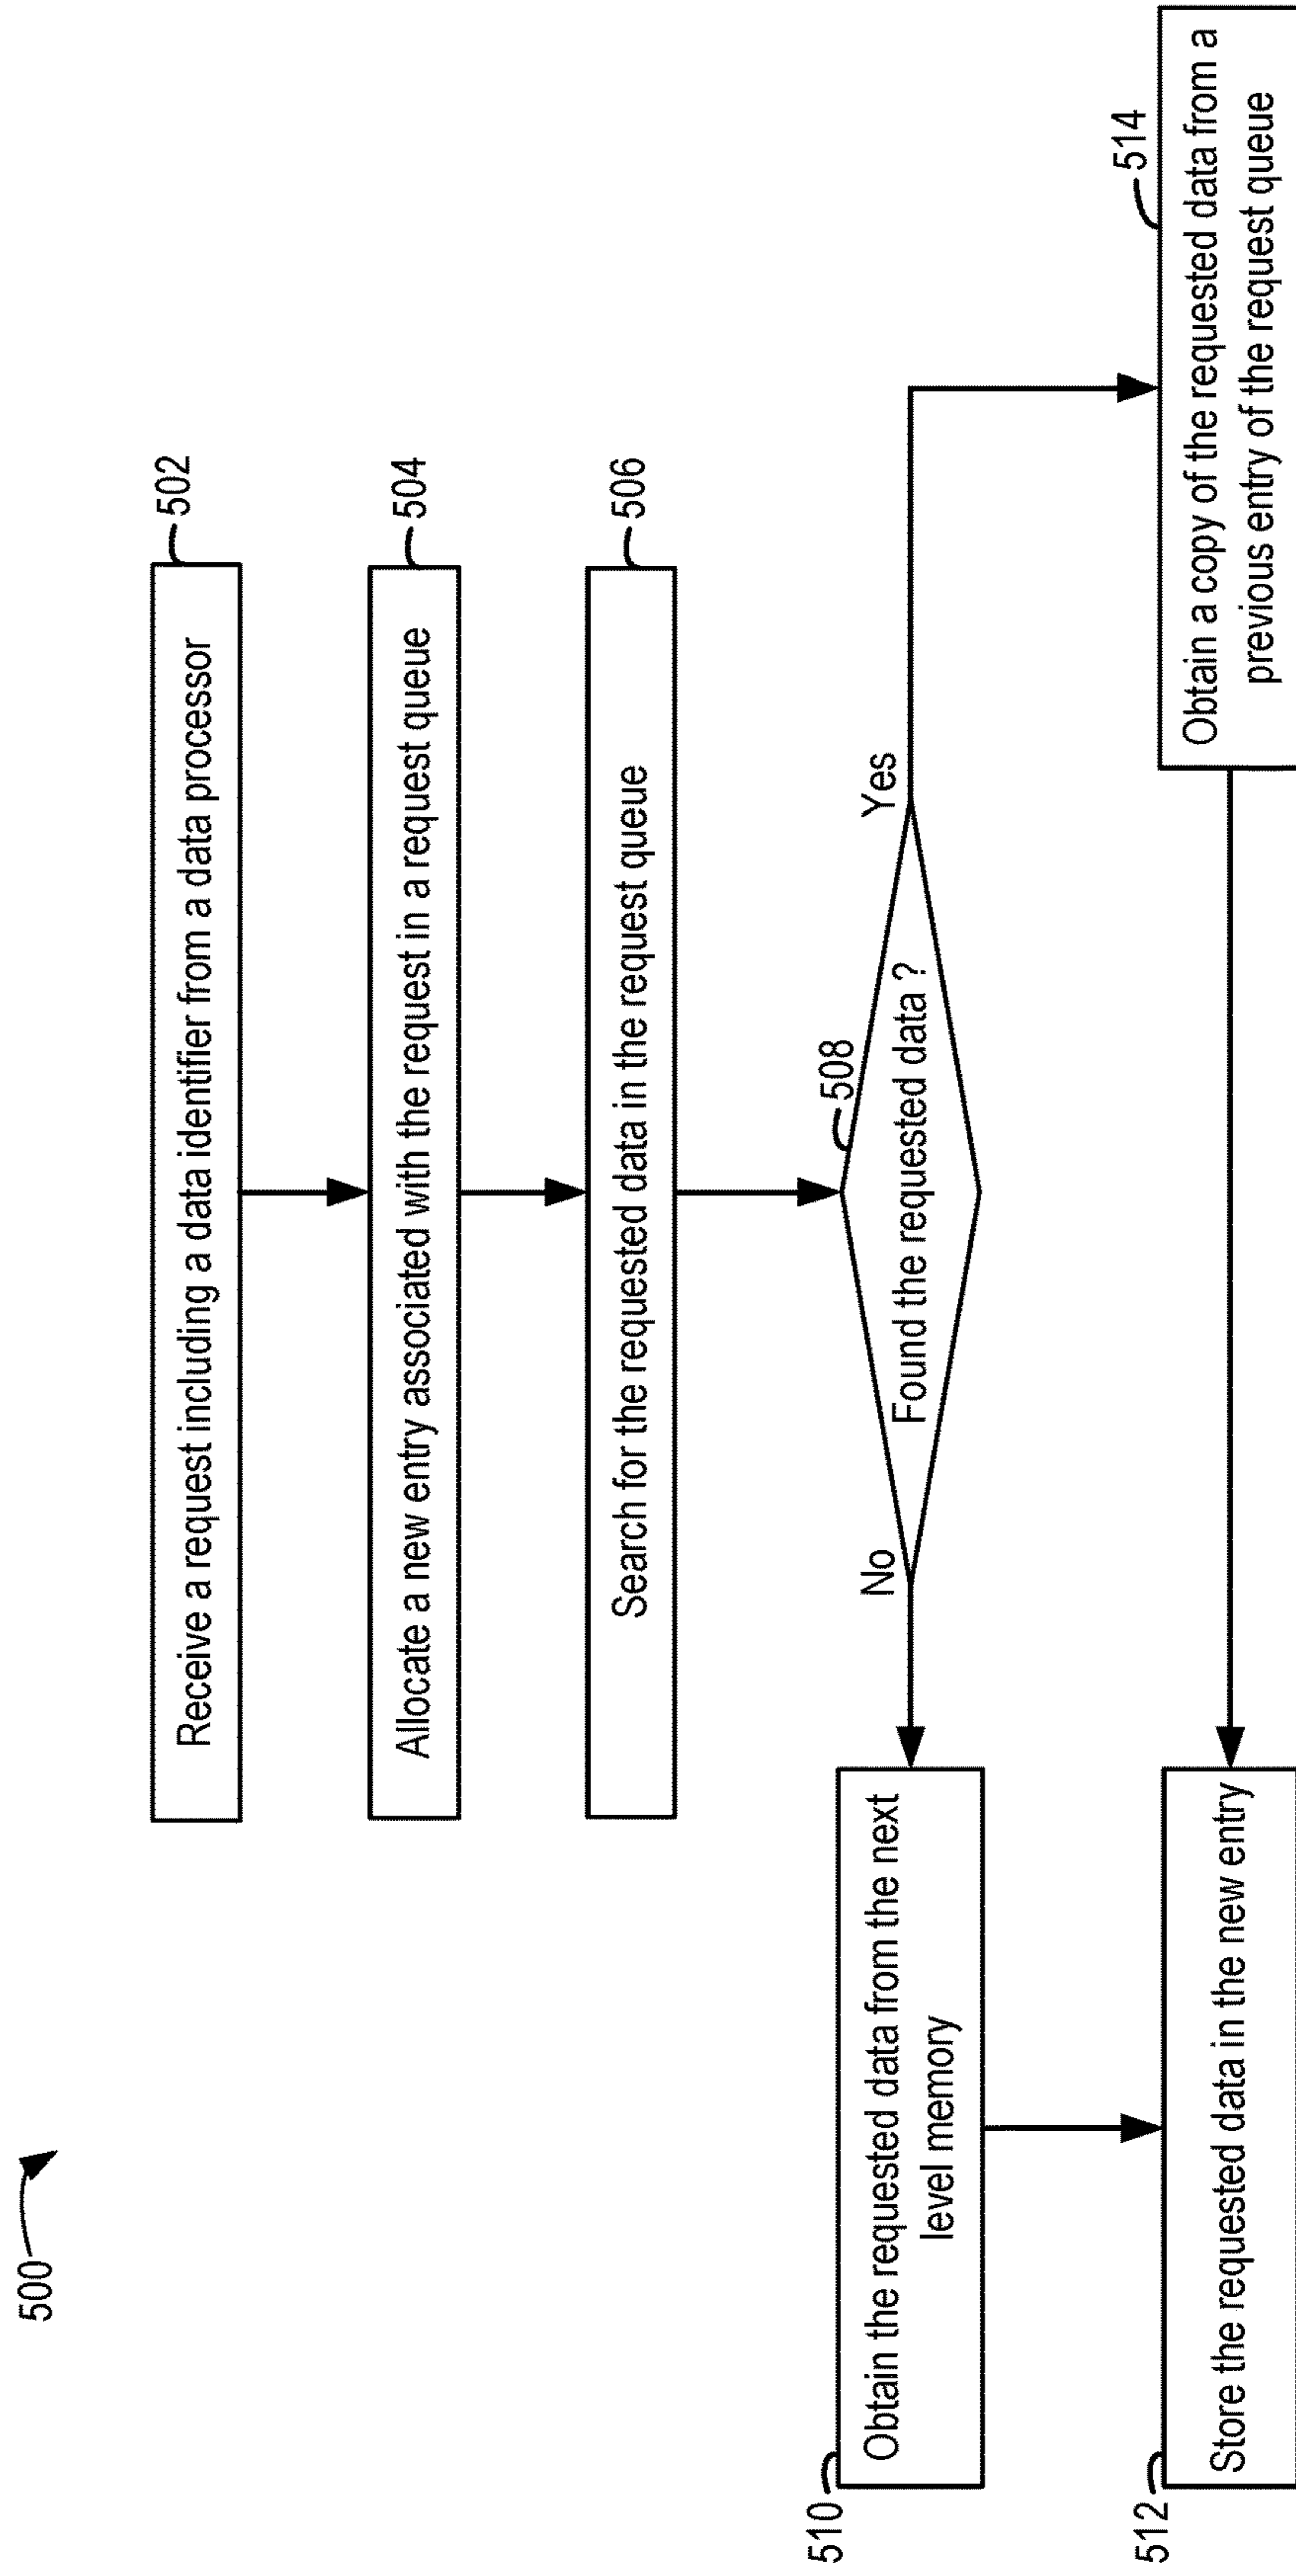 500
502
Receive a request including a data identifier from a data processor
504
Allocate a new entry associated with the request in a request queue
506
Search for the requested data in the request queue
508
Found the requested data ?
No
Yes
510
Obtain the requested data from the next
level memory
514
Obtain a copy of the requested data from a
previous entry of the request queue
512
Store the requested data in the new entry